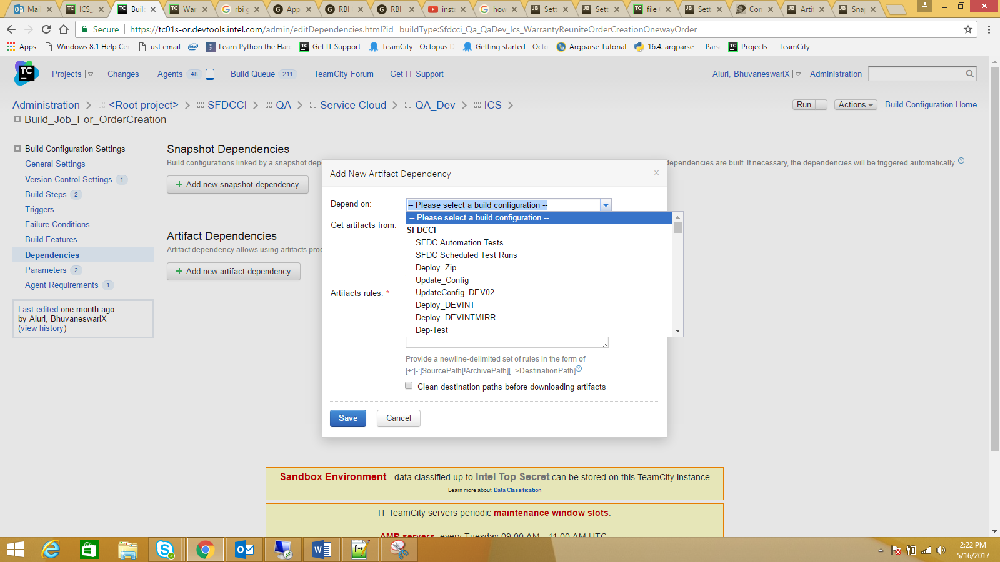 Mail
ICS_
Buil
War
rbi g
App
RBI
RBI
inst
how
Sett
Sett
file
Sett
Con
Arti
Sna
Secure
https://tc01s-or.devtools.intel.com/admin/editDependencies.html?id=buildType:Sfdcci_Qa_QaDev_Ics_WarrantyReuniteOrderCreationOnewayOrder
Apps
Windows 8.1 Help Ce
ust email
Learn Python the Har
Get IT Support
TeamCity - Octopus D
Getting started - Octo
Argparse Tutorial
16.4. argparse — Pars
Projects — TeamCity
TC
Projects
Changes
Agents 48
Build Queue 211
TeamCity Forum
Get IT Support
Aluri, BhuvaneswariX
Administration
Administration
<Root project>
SFDCCI
QA
Service Cloud
QA_Dev
ICS
Run ...
Actions
Build Configuration Home
Build_Job_For_OrderCreation
Build Configuration Settings
General Settings
Version Control Settings 1
Build Steps 2
Triggers
Failure Conditions
Build Features
Dependencies
Parameters 2
Agent Requirements 1
Last edited one month ago
by Aluri, BhuvaneswariX
(view history)
Snapshot Dependencies
Build configurations linked by a snapshot dep
ependencies are built. If necessary, the dependencies will be triggered automatically.
+ Add new snapshot dependency
Artifact Dependencies
Artifact dependency allows using artifacts proc
+ Add new artifact dependency
Add New Artifact Dependency
×
Depend on:
-- Please select a build configuration --
-- Please select a build configuration --
SFDCCI
SFDC Automation Tests
SFDC Scheduled Test Runs
Deploy_Zip
Update_Config
UpdateConfig_DEV02
Deploy_DEVINT
Deploy_DEVINTMIRR
Dep-Test
Get artifacts from:
Artifacts rules: *
Provide a newline-delimited set of rules in the form of
[+:|-:]SourcePath[!ArchivePath][=>DestinationPath]
Clean destination paths before downloading artifacts
Save
Cancel
Sandbox Environment - data classified up to Intel Top Secret can be stored on this TeamCity instance
Learn more about Data Classification
IT TeamCity servers periodic maintenance window slots:
AMR servers: every Tuesday 09:00 AM - 11:00 AM UTC
2:22 PM
5/16/2017